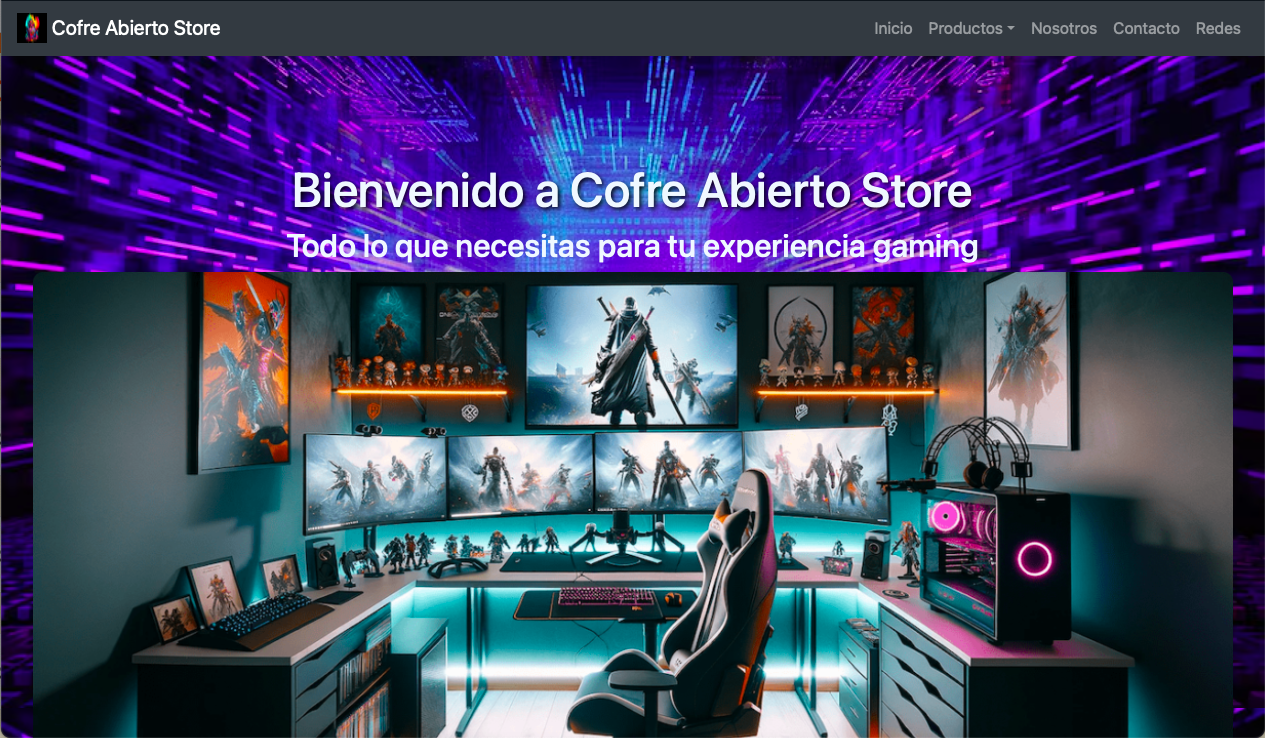 Cofre Abierto Store
Inicio Productos Nosotros Contacto Redes
Bienvenido a Cofre Abierto Store
Todo lo que necesitas para tu experiencia gaming